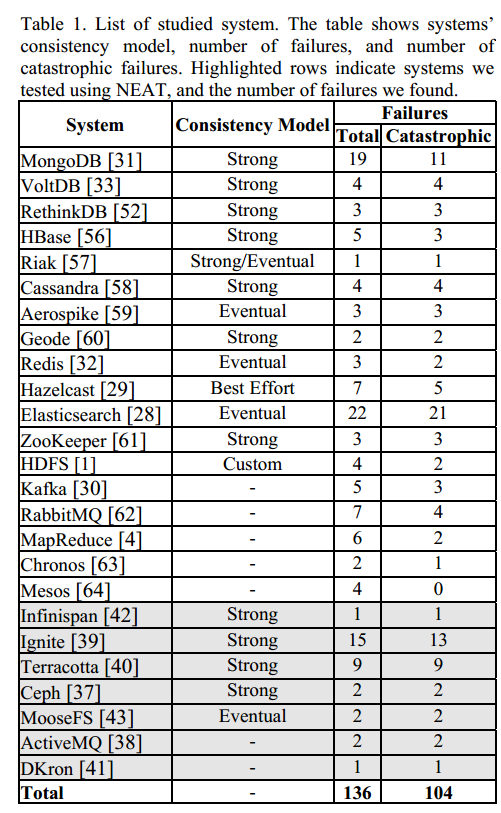 Table 1. List of studied system. The table shows systems'
consistency model, number of failures, and number of
catastrophic failures. Highlighted rows indicate systems we
tested using NEAT, and the number of failures we found.
System Consistency Model Failures
Total Catastrophic
MongoDB [31] Strong 19 11
VoltDB [33] Strong 4 4
RethinkDB [52] Strong 3 3
HBase [56] Strong 5 3
Riak [57] Strong/Eventual 1 1
Cassandra [58] Strong 4 4
Aerospike [59] Eventual 3 3
Geode [60] Strong 2 2
Redis [32] Eventual 3 2
Hazelcast [29] Best Effort 7 5
Elasticsearch [28] Eventual 22 21
ZooKeeper [61] Strong 3 3
HDFS [1] Custom 4 2
Kafka [30] - 5 3
RabbitMQ [62] - 7 4
MapReduce [4] - 6 2
Chronos [63] - 2 1
Mesos [64] - 4 0
Infinispan [42] Strong 1 1
Ignite [39] Strong 15 13
Terracotta [40] Strong 9 9
Ceph [37] Strong 2 2
MooseFS [43] Eventual 2 2
ActiveMQ [38] - 2 2
DKron [41] - 1 1
Total - 136 104